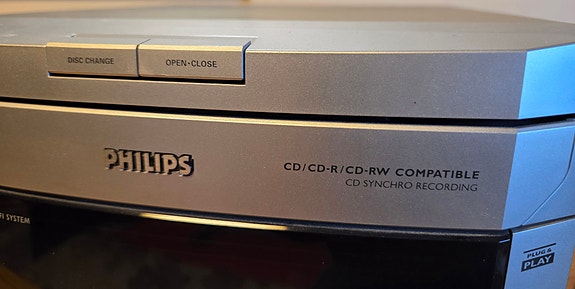 DISC CHANGE
OPEN•CLOSE
PHILIPS
CD/CD-R/CD-RW COMPATIBLE
CD SYNCHRO RECORDING
FI SYSTEM
PLUG &
PLAY